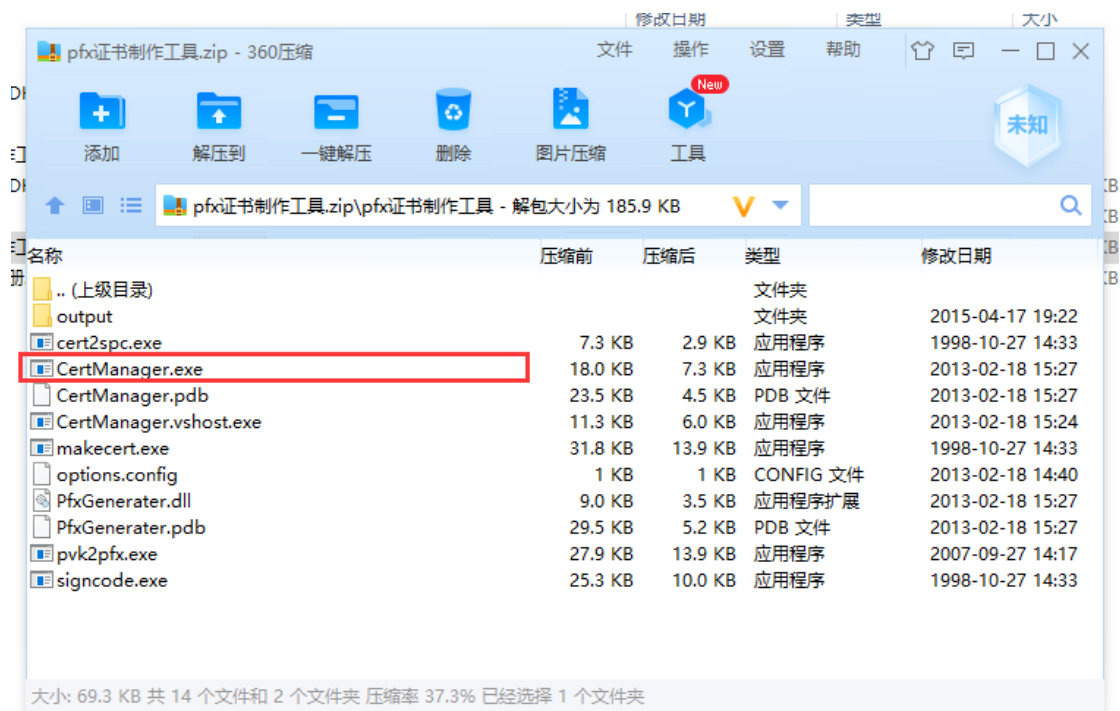 修改日期 类型 大小
pfx证书制作工具.zip - 360压缩 文件 操作 设置 帮助
New
添加 解压到 一键解压 删除 图片压缩 工具 未知
pfx证书制作工具.zip\pfx证书制作工具 - 解包大小为 185.9 KB
名称 压缩前 压缩后 类型 修改日期
.. (上级目录) 文件夹
output 文件夹 2015-04-17 19:22
cert2spc.exe 7.3 KB 2.9 KB 应用程序 1998-10-27 14:33
CertManager.exe 18.0 KB 7.3 KB 应用程序 2013-02-18 15:27
CertManager.pdb 23.5 KB 4.5 KB PDB 文件 2013-02-18 15:27
CertManager.vshost.exe 11.3 KB 6.0 KB 应用程序 2013-02-18 15:24
makecert.exe 31.8 KB 13.9 KB 应用程序 1998-10-27 14:33
options.config 1 KB 1 KB CONFIG 文件 2013-02-18 14:40
PfxGenerater.dll 9.0 KB 3.5 KB 应用程序扩展 2013-02-18 15:27
PfxGenerater.pdb 29.5 KB 5.2 KB PDB 文件 2013-02-18 15:27
pvk2pfx.exe 27.9 KB 13.9 KB 应用程序 2007-09-27 14:17
signcode.exe 25.3 KB 10.0 KB 应用程序 1998-10-27 14:33
大小: 69.3 KB 共 14 个文件和 2 个文件夹 压缩率 37.3% 已经选择 1 个文件夹